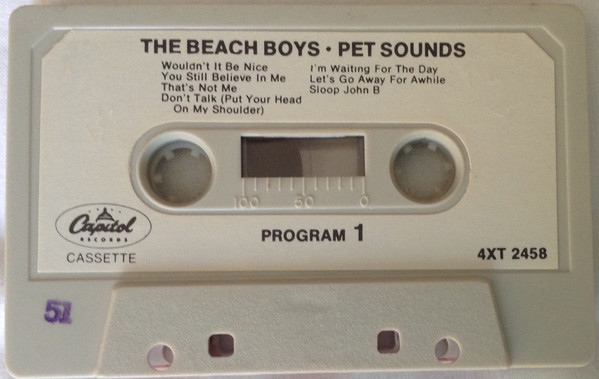 THE BEACH BOYS • PET SOUNDS
Wouldn't It Be Nice
You Still Believe In Me
That's Not Me
Don't Talk (Put Your Head
On My Shoulder)
I'm Waiting For The Day
Let's Go Away For Awhile
Sloop John B
100 50 0
PROGRAM 1
Capitol
RECORDS
CASSETTE
4XT 2458
51